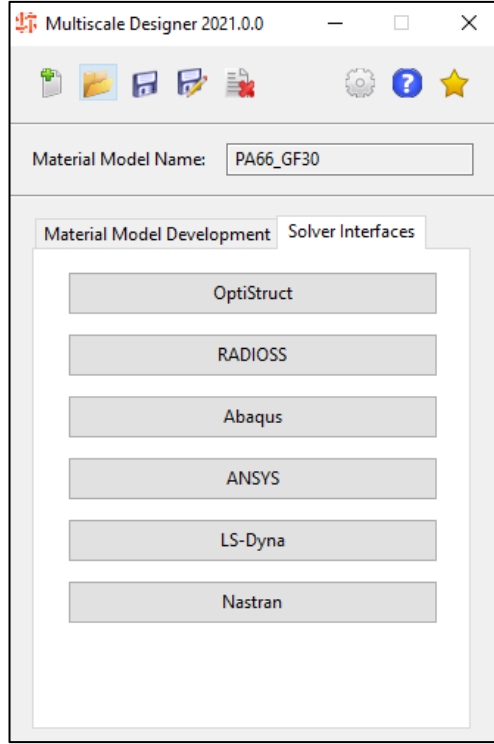 Multiscale Designer 2021.0.0
Material Model Name: PA66_GF30
Material Model Development Solver Interfaces
OptiStruct
RADIOSS
Abaqus
ANSYS
LS-Dyna
Nastran